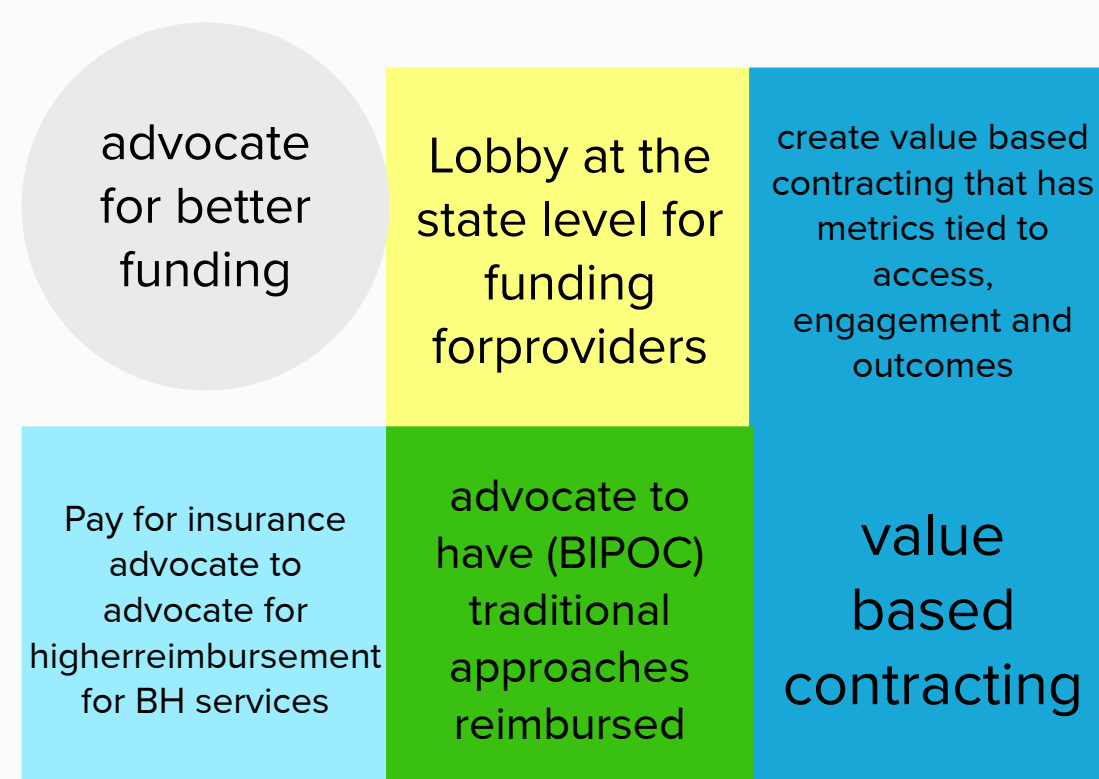 advocate
for better
funding
Lobby at the
state level for
funding
forproviders
create value based
contracting that has
metrics tied to
access,
engagement and
outcomes
Pay for insurance
advocate to
advocate for
higherreimbursement
for BH services
advocate to
have (BIPOC)
traditional
approaches
reimbursed
value
based
contracting